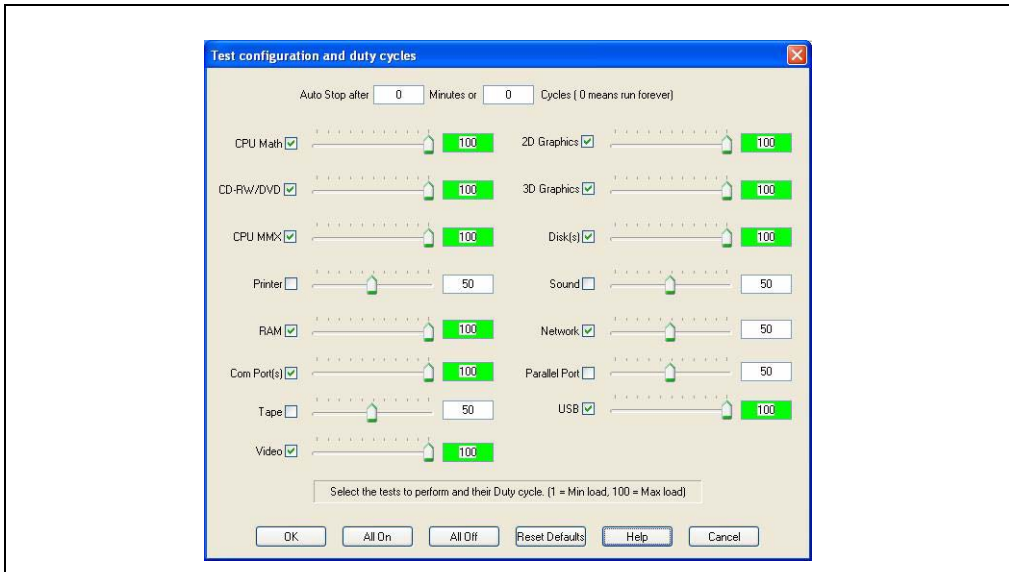 Test configuration and duty cycles
Auto Stop after 0 Minutes or 0 Cycles ( 0 means run forever)
CPU Math 100 2D Graphics 100
CD-RW/DVD 100 3D Graphics 100
CPU MMX 100 Disk(s) 100
Printer 50 Sound 50
RAM 100 Network 50
Com Port(s) 100 Parallel Port 50
Tape 50 USB 100
Video 100
Select the tests to perform and their Duty cycle. (1 = Min load, 100 = Max load)
OK All On All Off Reset Defaults Help Cancel